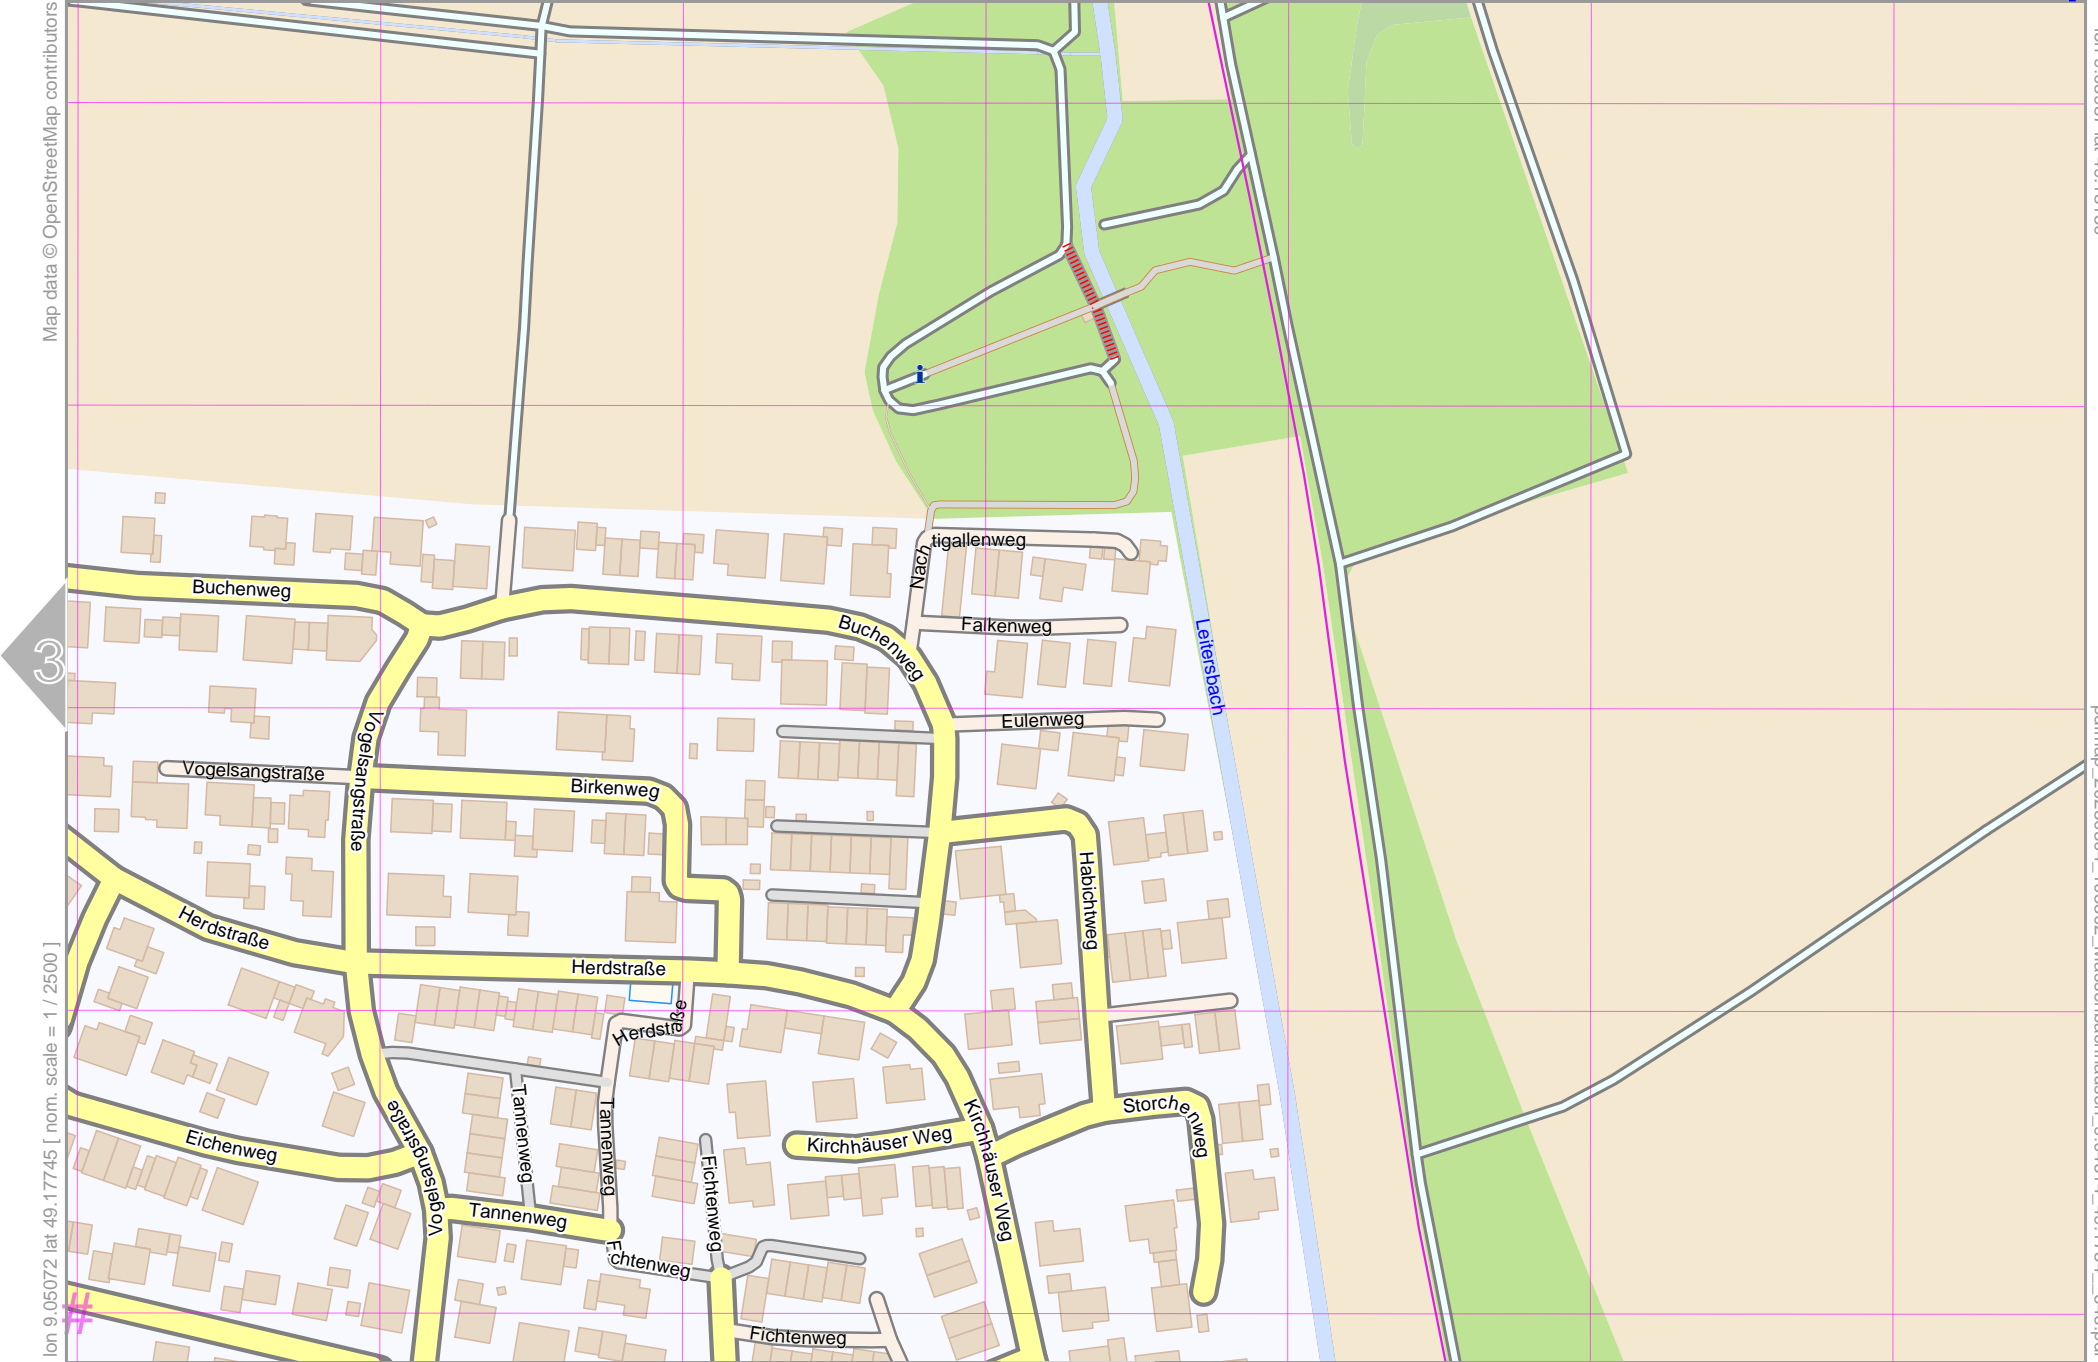 Map data © OpenStreetMap contributors
i
tigallenweg
Nach
Buchenweg
3
Buchenweg
Falkenweg
Leitersbach
Eulenweg
Vogelsangstraße
Vogelsangstraße
Birkenweg
Habichtweg
Herdstraße
Herdstraße
Herdstraße
Tannenweg
Tannenweg
Storchenweg
Kirchhäuser Weg
Kirchhäuser Weg
Eichenweg
Vogelsangstraße
Fichtenweg
Tannenweg
Fichtenweg
Fichtenweg
#
lon 9.05072 lat 49.17745 [ nom. scale = 1 / 2500 ]